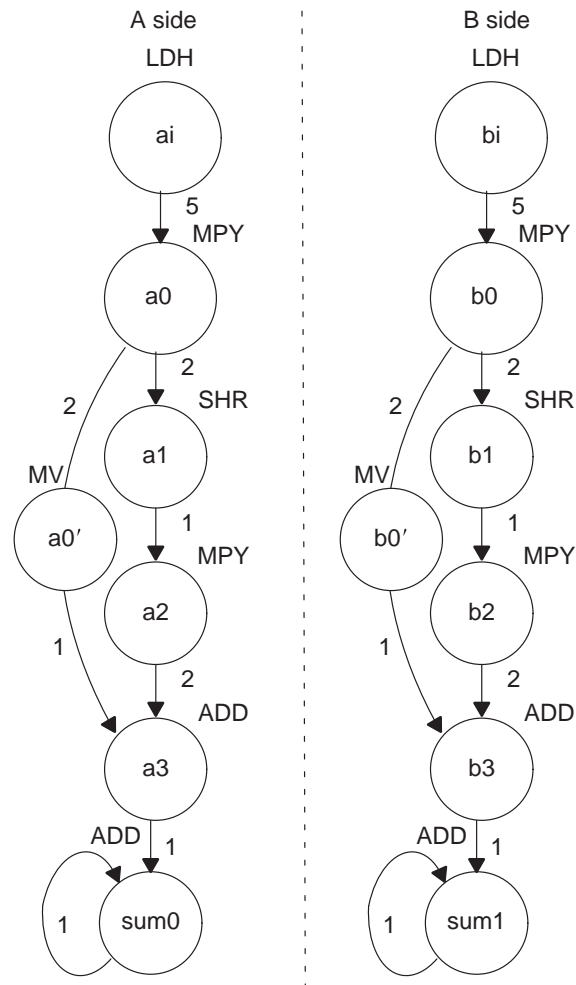 A side
LDH
ai
5
MPY
a0
2
2
SHR
a1
MV
a0′
1
MPY
a2
1
2
ADD
a3
ADD
1
1
sum0
B side
LDH
bi
5
MPY
b0
2
2
SHR
b1
MV
b0′
1
MPY
b2
1
2
ADD
b3
ADD
1
1
sum1